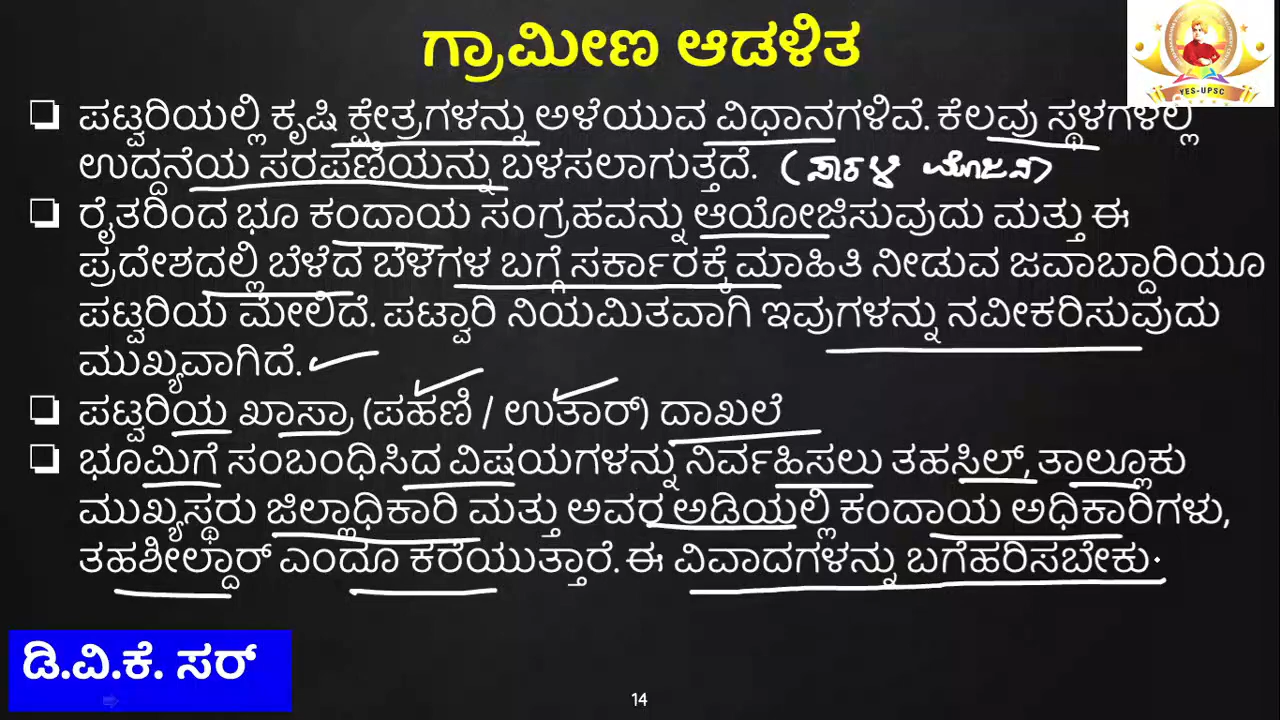 ಗ್ರಾಮೀಣ ಆಡಳಿತ
YES-UPSC
❑ ಪಟ್ವರಿಯಲ್ಲಿ ಕೃಷಿ ಕ್ಷೇತ್ರಗಳನ್ನು ಅಳೆಯುವ ವಿಧಾನಗಳಿವೆ. ಕೆಲವು ಸ್ಥಳಗಳಲ್ಲಿ
ಉದ್ದನೆಯ ಸರಪಣಿಯನ್ನು ಬಳಸಲಾಗುತ್ತದೆ.
❑ ರೈತರಿಂದ ಭೂ ಕಂದಾಯ ಸಂಗ್ರಹವನ್ನು ಆಯೋಜಿಸುವುದು ಮತ್ತು ಈ
ಪ್ರದೇಶದಲ್ಲಿ ಬೆಳೆದ ಬೆಳೆಗಳ ಬಗ್ಗೆ ಸರ್ಕಾರಕ್ಕೆ ಮಾಹಿತಿ ನೀಡುವ ಜವಾಬ್ದಾರಿಯೂ
ಪಟ್ವರಿಯ ಮೇಲಿದೆ. ಪಟ್ವಾರಿ ನಿಯಮಿತವಾಗಿ ಇವುಗಳನ್ನು ನವೀಕರಿಸುವುದು
ಮುಖ್ಯವಾಗಿದೆ.
❑ ಪಟ್ವರಿಯ ಖಾಸ್ರಾ (ಪಹಣಿ / ಉತಾರ್) ದಾಖಲೆ
❑ ಭೂಮಿಗೆ ಸಂಬಂಧಿಸಿದ ವಿಷಯಗಳನ್ನು ನಿರ್ವಹಿಸಲು ತಹಸಿಲ್, ತಾಲ್ಲೂಕು
ಮುಖ್ಯಸ್ಥರು ಜಿಲ್ಲಾಧಿಕಾರಿ ಮತ್ತು ಅವರ ಅಡಿಯಲ್ಲಿ ಕಂದಾಯ ಅಧಿಕಾರಿಗಳು,
ತಹಶೀಲ್ದಾರ್ ಎಂದೂ ಕರೆಯುತ್ತಾರೆ. ಈ ವಿವಾದಗಳನ್ನು ಬಗೆಹರಿಸಬೇಕು·
ಡಿ.ವಿ.ಕೆ. ಸರ್
14